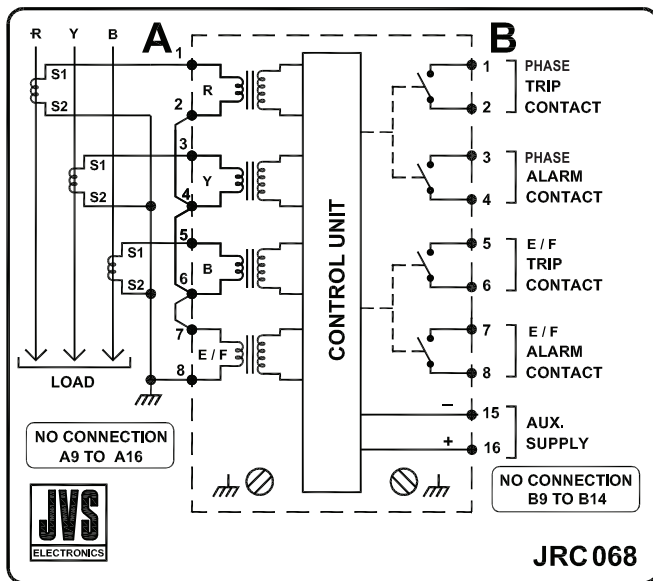 R Y B
A
B
1
S1
S2
R
2
3
S1
S2
Y
4
5
S1
S2
B
6
7
E / F
8
LOAD
CONTROL UNIT
1 PHASE
TRIP
2 CONTACT
3 PHASE
ALARM
4 CONTACT
5 E / F
TRIP
6 CONTACT
7 E / F
ALARM
8 CONTACT
− 15
AUX.
+ 16 SUPPLY
NO CONNECTION
A9 TO A16
NO CONNECTION
B9 TO B14
JVS
ELECTRONICS
JRC 068